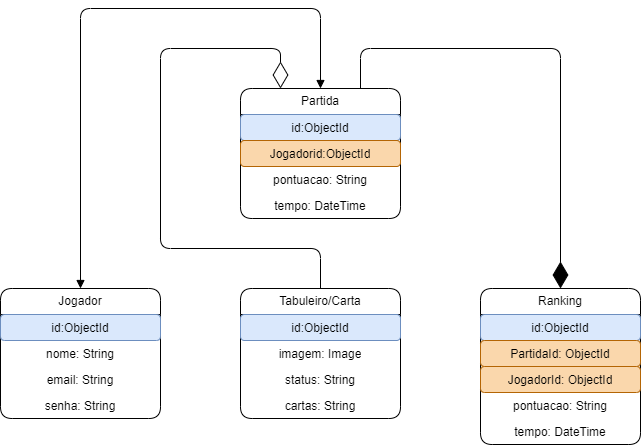 Partida
id:ObjectId
Jogadorid:ObjectId
pontuacao: String
tempo: DateTime
Jogador
id:ObjectId
nome: String
email: String
senha: String
Tabuleiro/Carta
id:ObjectId
imagem: Image
status: String
cartas: String
Ranking
id:ObjectId
PartidaId: ObjectId
JogadorId: ObjectId
pontuacao: String
tempo: DateTime